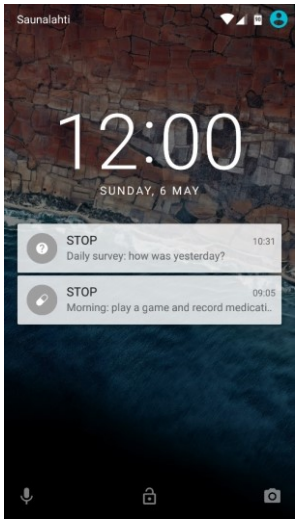 Saunalahti
12:00
SUNDAY, 6 MAY
STOP 10:31
Daily survey: how was yesterday?
STOP 09:05
Morning: play a game and record medicati..